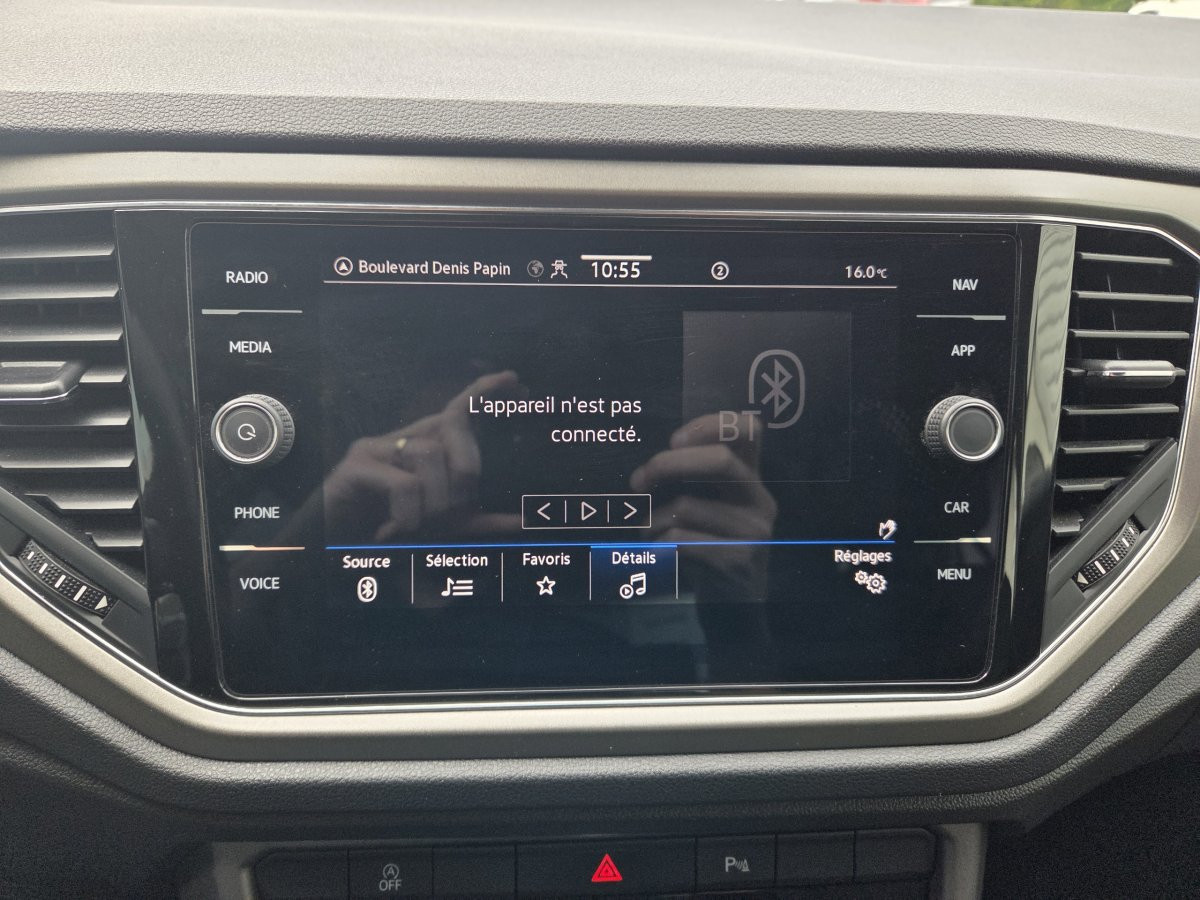 RADIO
MEDIA
PHONE
VOICE
Boulevard Denis Papin
10:55
2
16.0°C
L'appareil n'est pas
connecté.
BT
Source
Sélection
Favoris
Détails
Réglages
NAV
APP
CAR
MENU
A
OFF
P